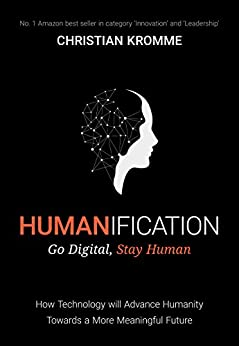 No. 1 Amazon best seller in category 'Innovation' and 'Leadership'
CHRISTIAN KROMME
HUMANIFICATION
Go Digital, Stay Human
How Technology will Advance Humanity
Towards a More Meaningful Future